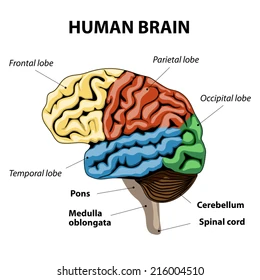 HUMAN BRAIN
Frontal lobe
Parietal lobe
Occipital lobe
Temporal lobe
Pons
Medulla
oblongata
Cerebellum
Spinal cord
shutterstock.com · 216004510